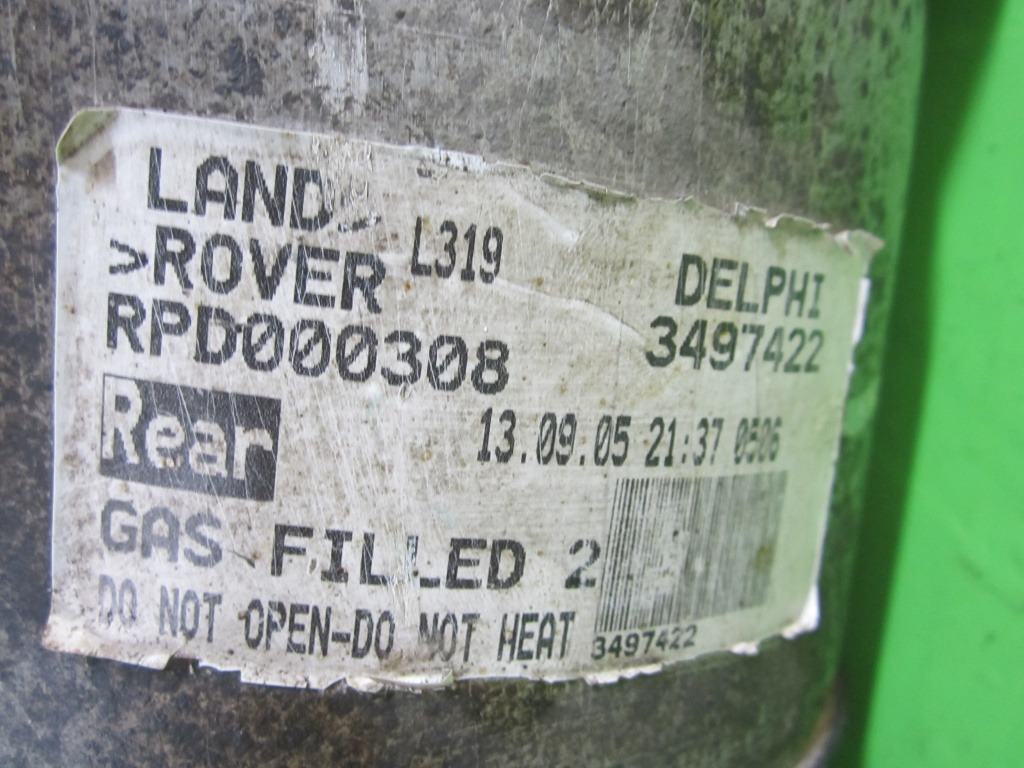 LAND
>ROVER L319
RPD000308
DELPHI
3497422
Rear
13.09.05 21:37 0506
GAS FILLED 2
DO NOT OPEN-DO NOT HEAT
3497422